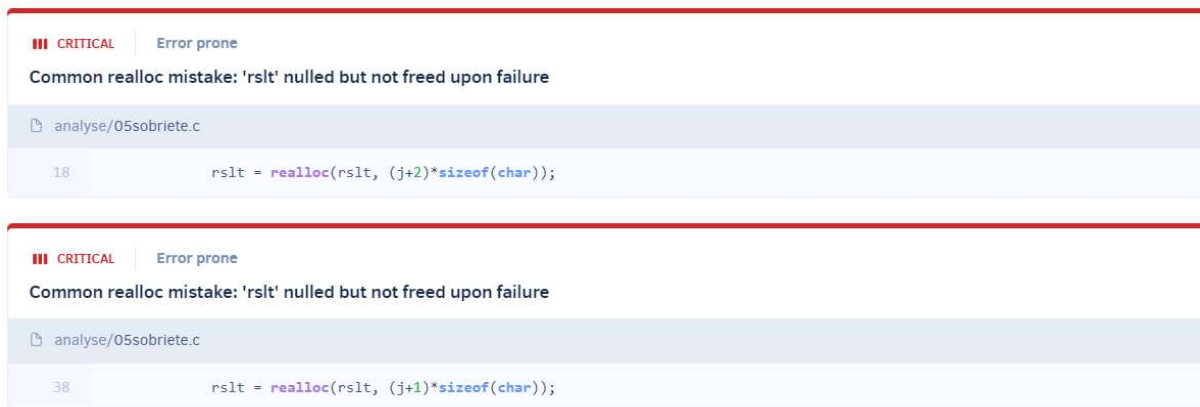 CRITICAL Error prone
Common realloc mistake: 'rslt' nulled but not freed upon failure
analyse/05sobriete.c
18 rslt = realloc(rslt, (j+2)*sizeof(char));
CRITICAL Error prone
Common realloc mistake: 'rslt' nulled but not freed upon failure
analyse/05sobriete.c
38 rslt = realloc(rslt, (j+1)*sizeof(char));